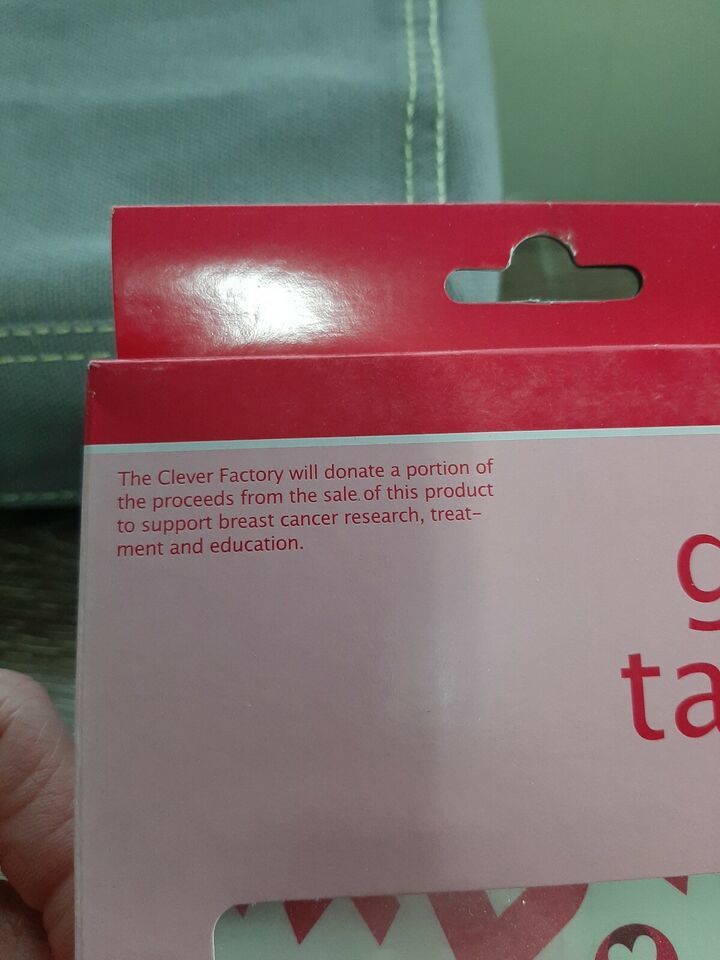 The Clever Factory will donate a portion of
the proceeds from the sale of this product
to support breast cancer research, treat-
ment and education.